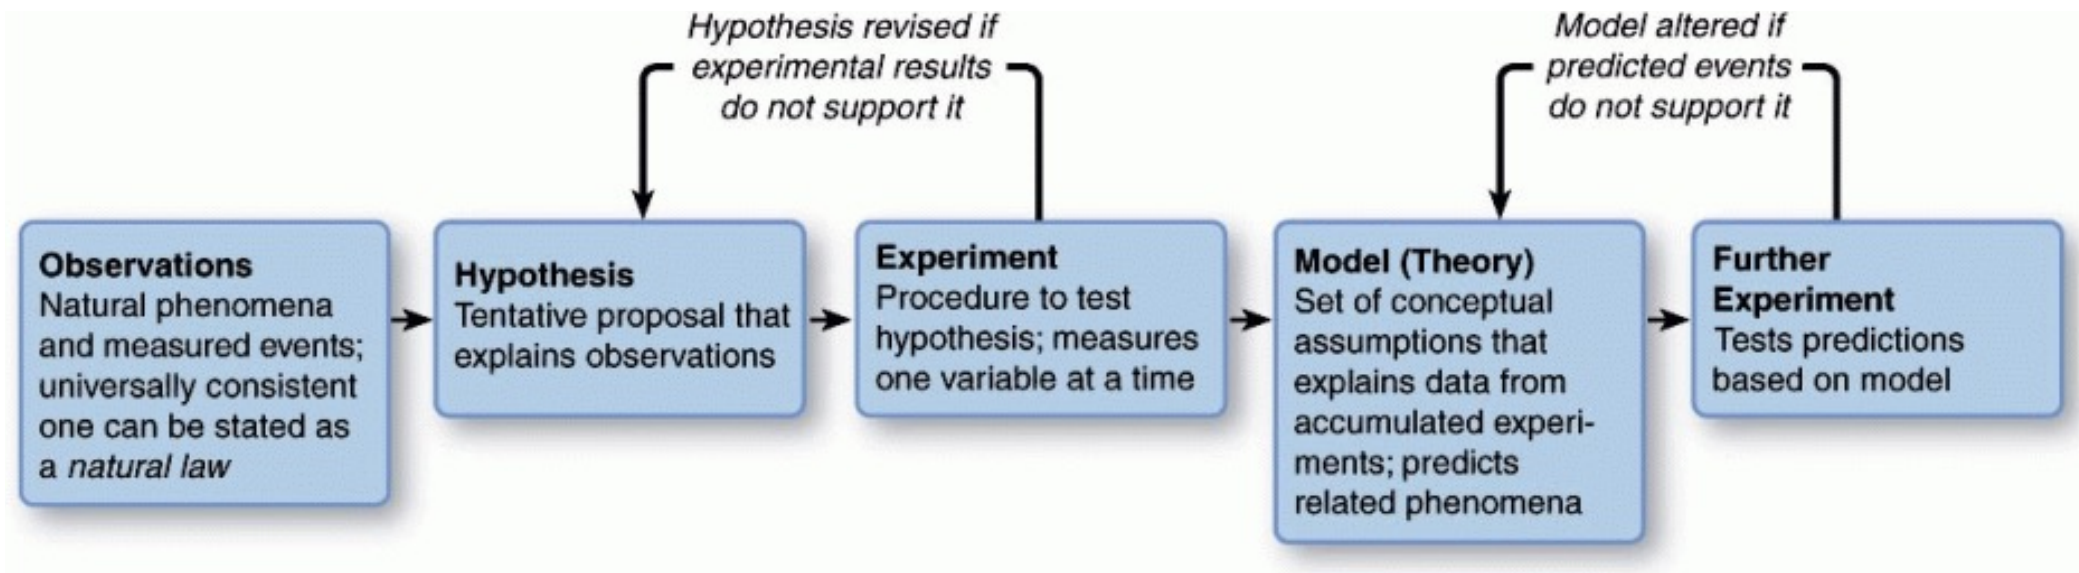 Hypothesis revised if
experimental results
do not support it
Model altered if
predicted events
do not support it
Observations
Natural phenomena
and measured events;
universally consistent
one can be stated as
a natural law
Hypothesis
Tentative proposal that
explains observations
Experiment
Procedure to test
hypothesis; measures
one variable at a time
Model (Theory)
Set of conceptual
assumptions that
explains data from
accumulated experi-
ments; predicts
related phenomena
Further
Experiment
Tests predictions
based on model